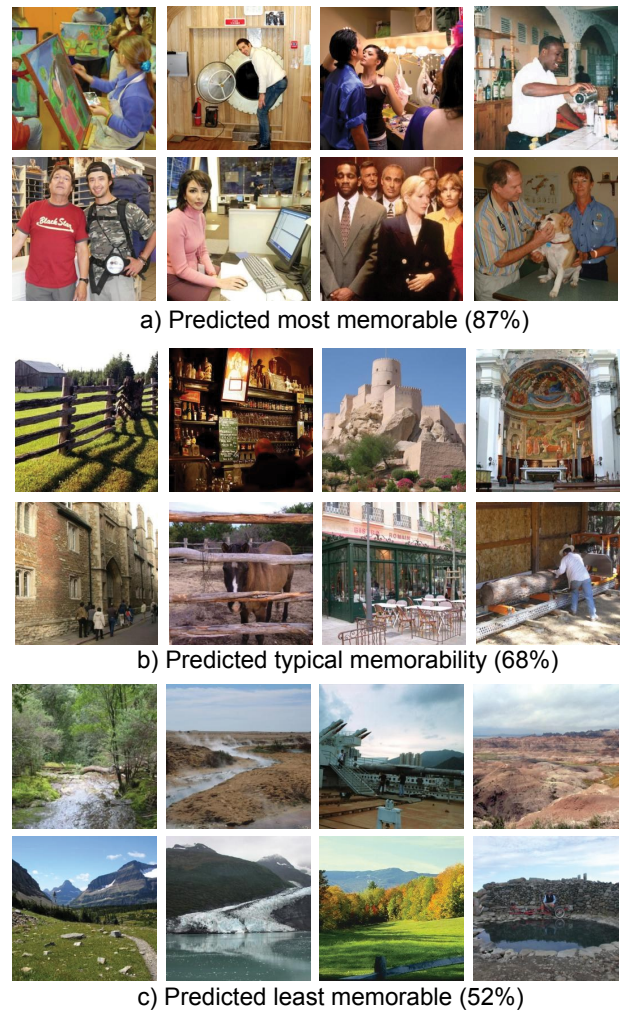 Black Star
a) Predicted most memorable (87%)
b) Predicted typical memorability (68%)
c) Predicted least memorable (52%)